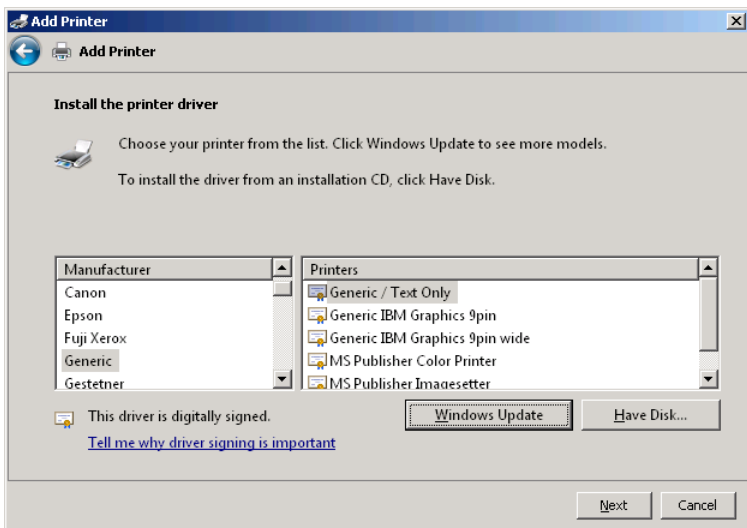 Add Printer
Add Printer
Install the printer driver
Choose your printer from the list. Click Windows Update to see more models.
To install the driver from an installation CD, click Have Disk.
Manufacturer
Canon
Epson
Fuji Xerox
Generic
Gestetner
Printers
Generic / Text Only
Generic IBM Graphics 9pin
Generic IBM Graphics 9pin wide
MS Publisher Color Printer
MS Publisher Imagesetter
This driver is digitally signed.
Tell me why driver signing is important
Windows Update
Have Disk...
Next
Cancel